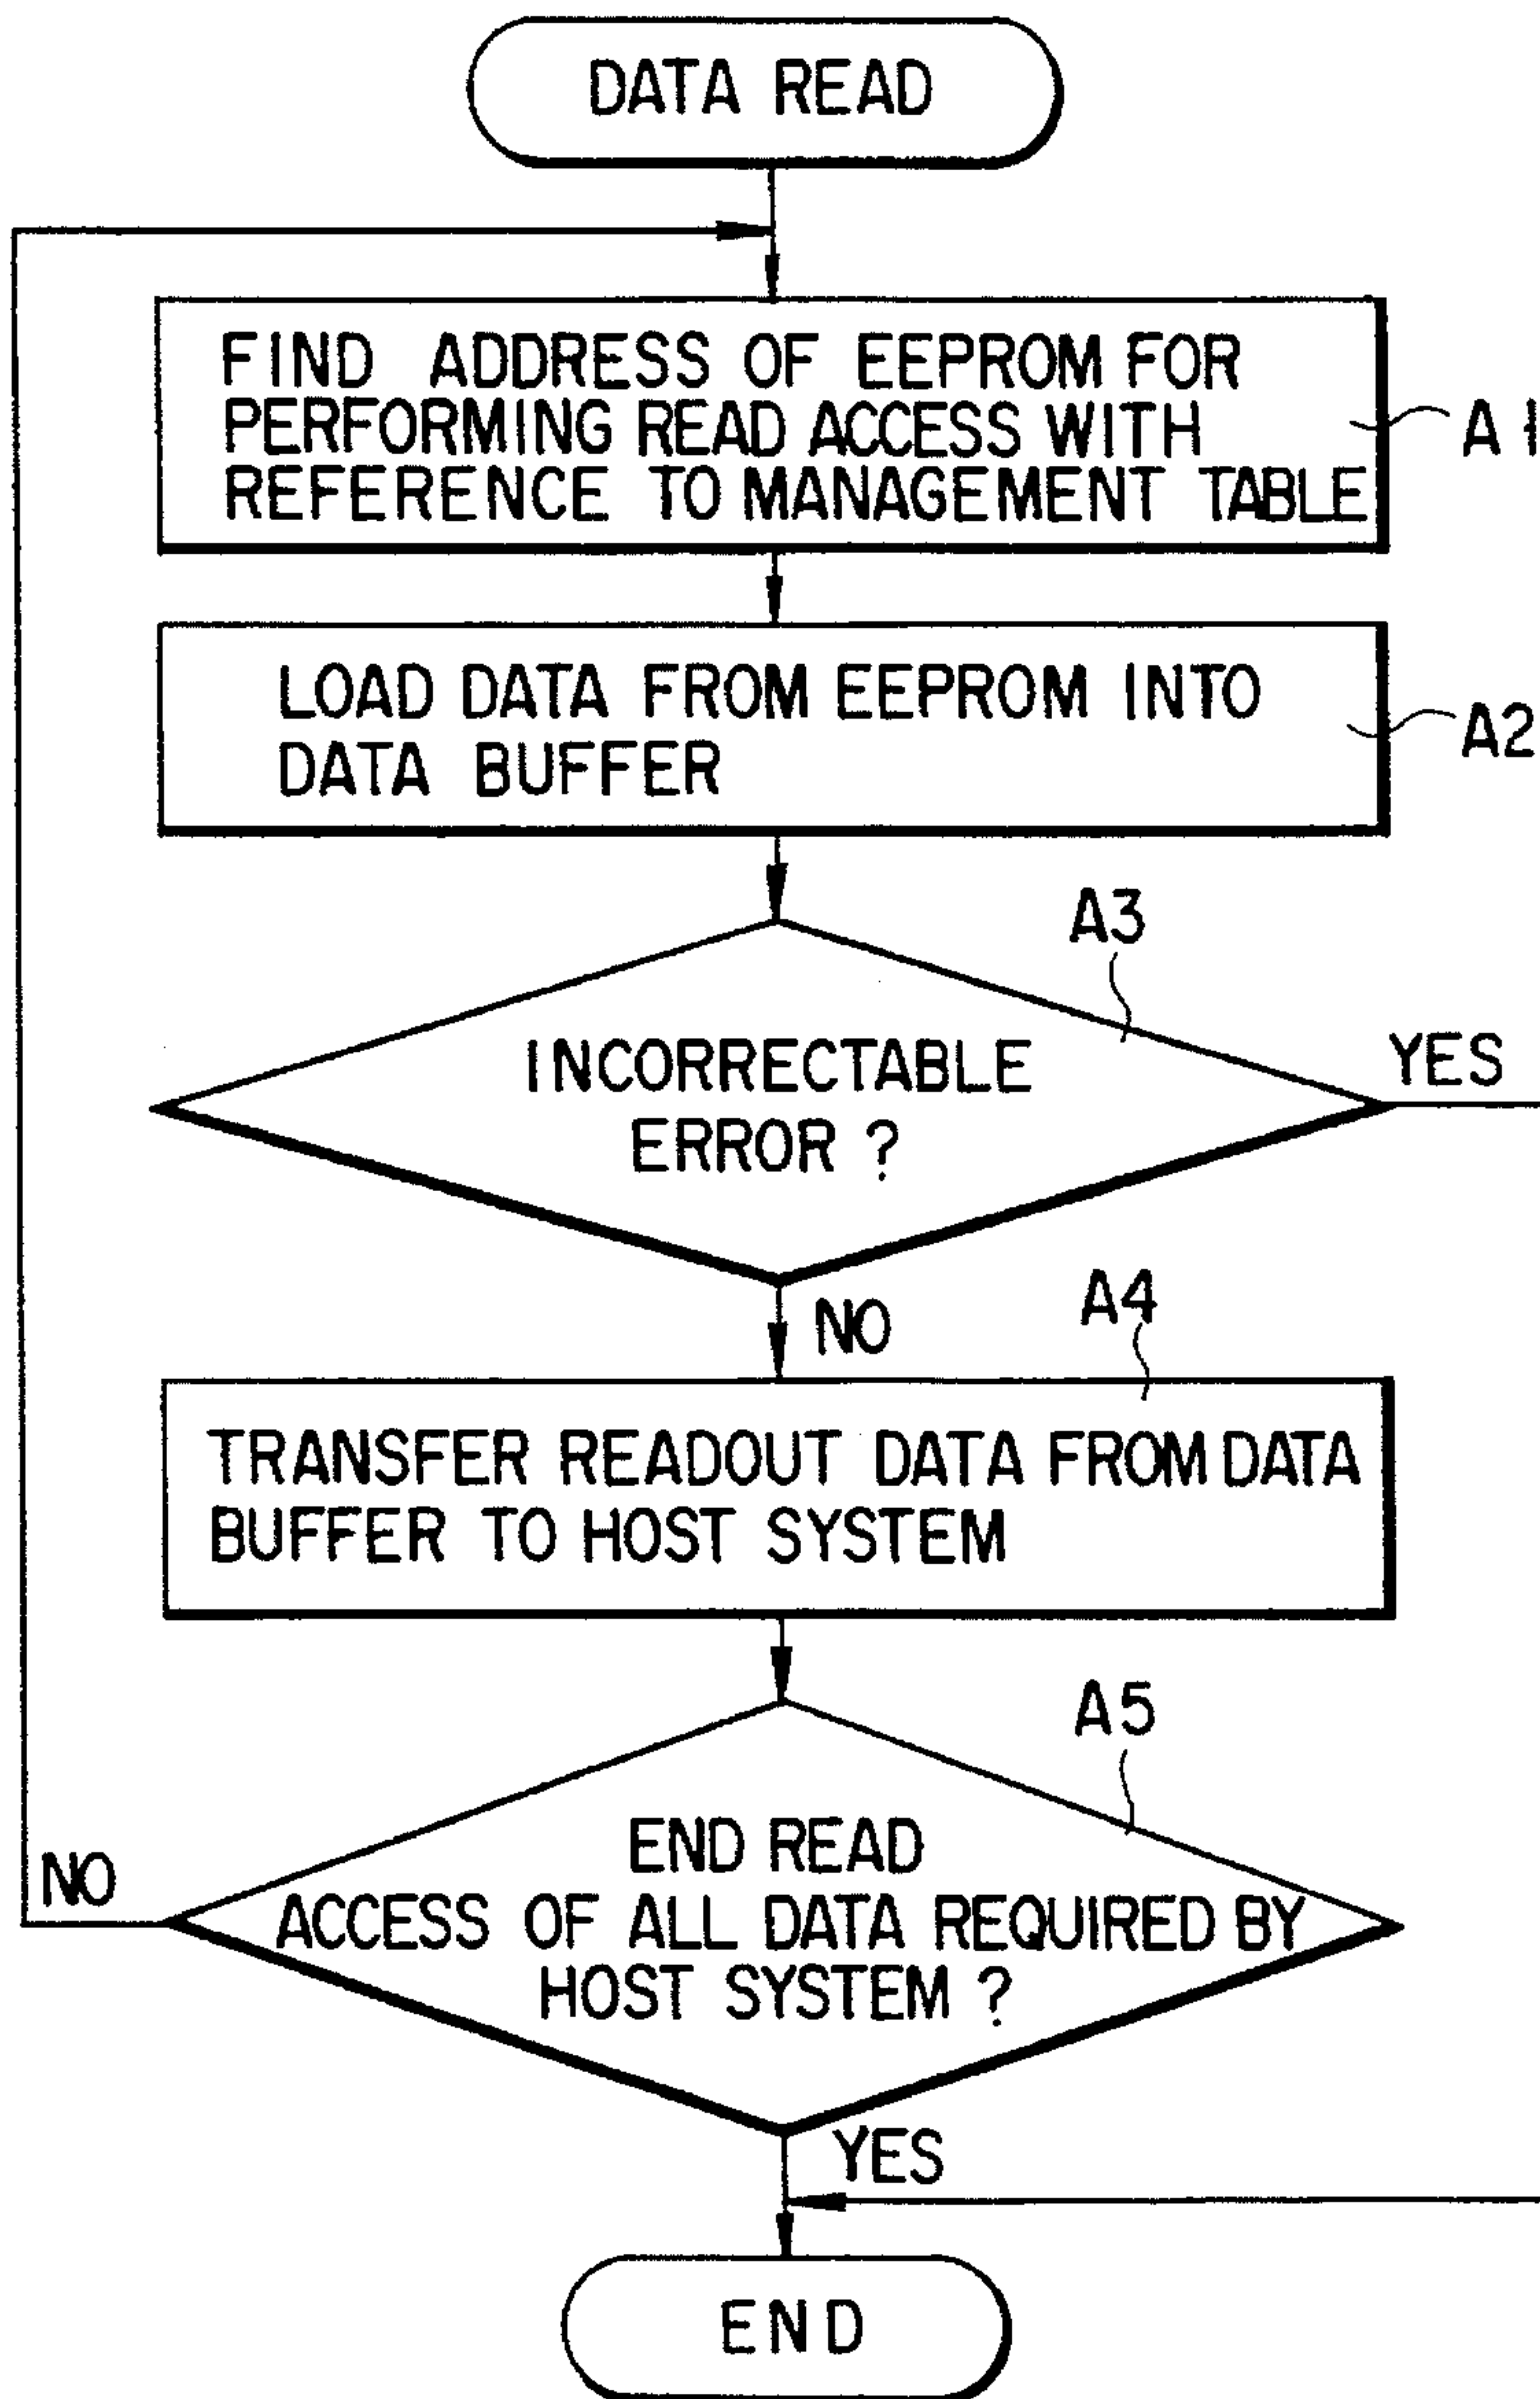 DATA READ
FIND ADDRESS OF EEPROM FOR
PERFORMING READ ACCESS WITH
REFERENCE TO MANAGEMENT TABLE
A1
LOAD DATA FROM EEPROM INTO
DATA BUFFER
A2
A3
INCORRECTABLE
ERROR ?
YES
NO
A4
TRANSFER READOUT DATA FROM DATA
BUFFER TO HOST SYSTEM
A5
END READ
ACCESS OF ALL DATA REQUIRED BY
HOST SYSTEM ?
NO
YES
END